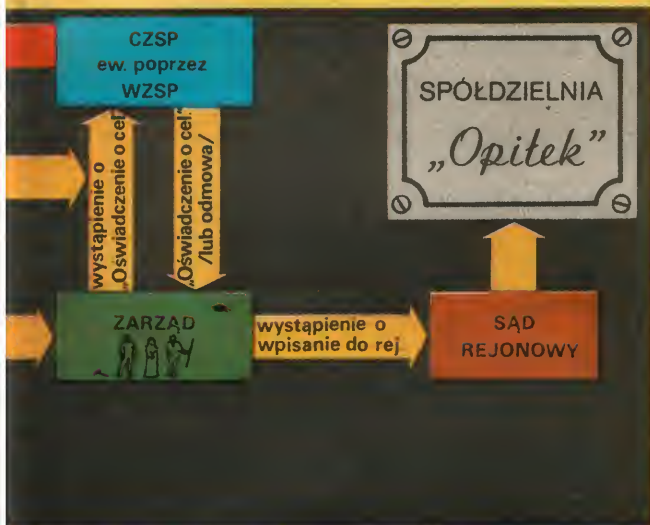 CZSP
ew. poprzez
WZSP
SPÓŁDZIELNIA
„Opiłek”
wystąpienie o
„Oświadczenie o cel.”
„Oświadczenie o cel.”
/lub odmowa/
ZARZĄD
wystąpienie o
wpisanie do rej
SĄD
REJONOWY